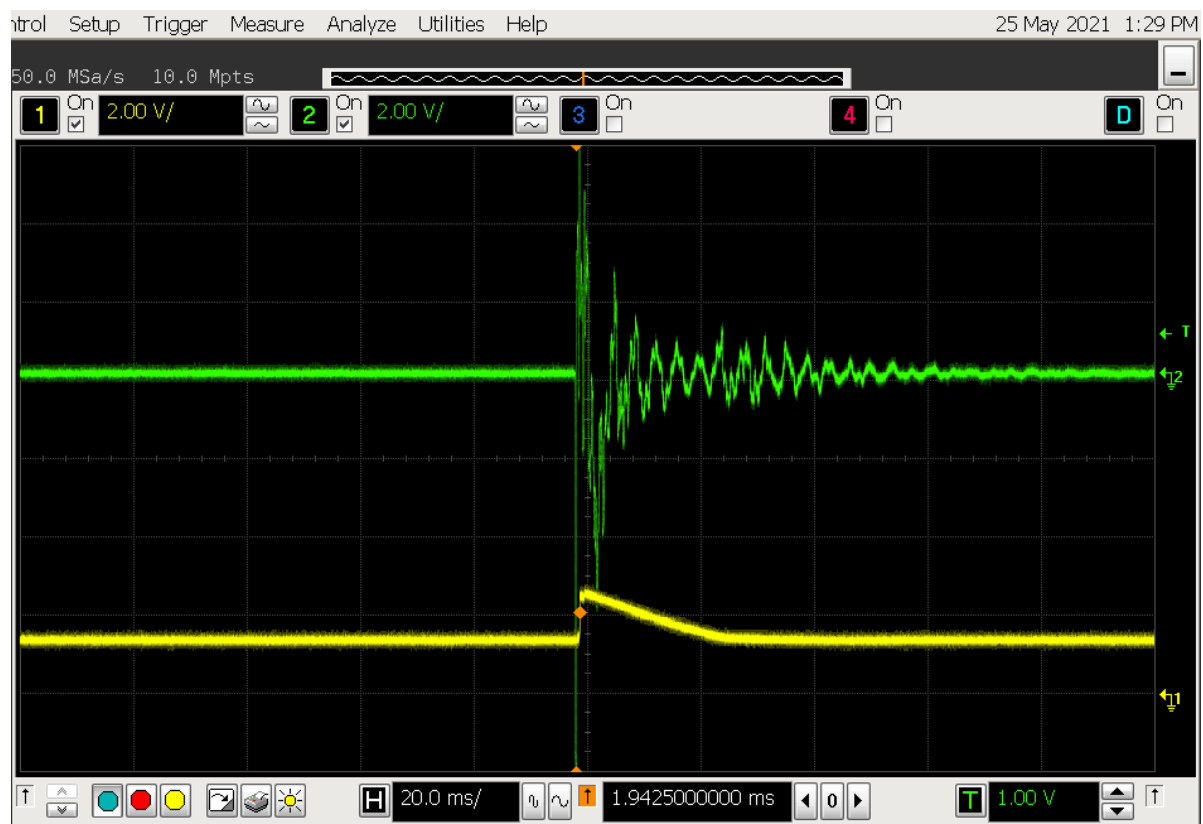 ntrol Setup Trigger Measure Analyze Utilities Help 25 May 2021 1:29 PM
50.0 MSa/s 10.0 Mpts
1 On 2.00 V/ 2 On 2.00 V/ 3 On 4 On D On
T
2
1
H 20.0 ms/ 1.9425000000 ms 0 T 1.00 V